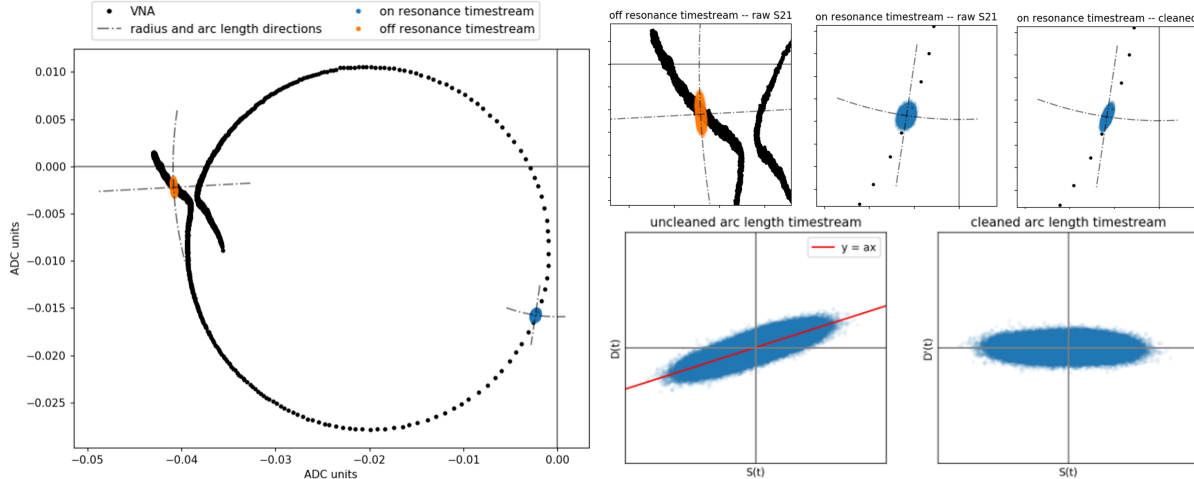 VNA
radius and arc length directions
on resonance timestream
off resonance timestream
0.010
0.005
0.000
−0.005
−0.010
−0.015
−0.020
−0.025
ADC units
−0.05
−0.04
−0.03
−0.02
−0.01
0.00
ADC units
off resonance timestream -- raw S21
on resonance timestream -- raw S21
on resonance timestream -- cleaned
uncleaned arc length timestream
y = ax
D(t)
S(t)
cleaned arc length timestream
D'(t)
S(t)